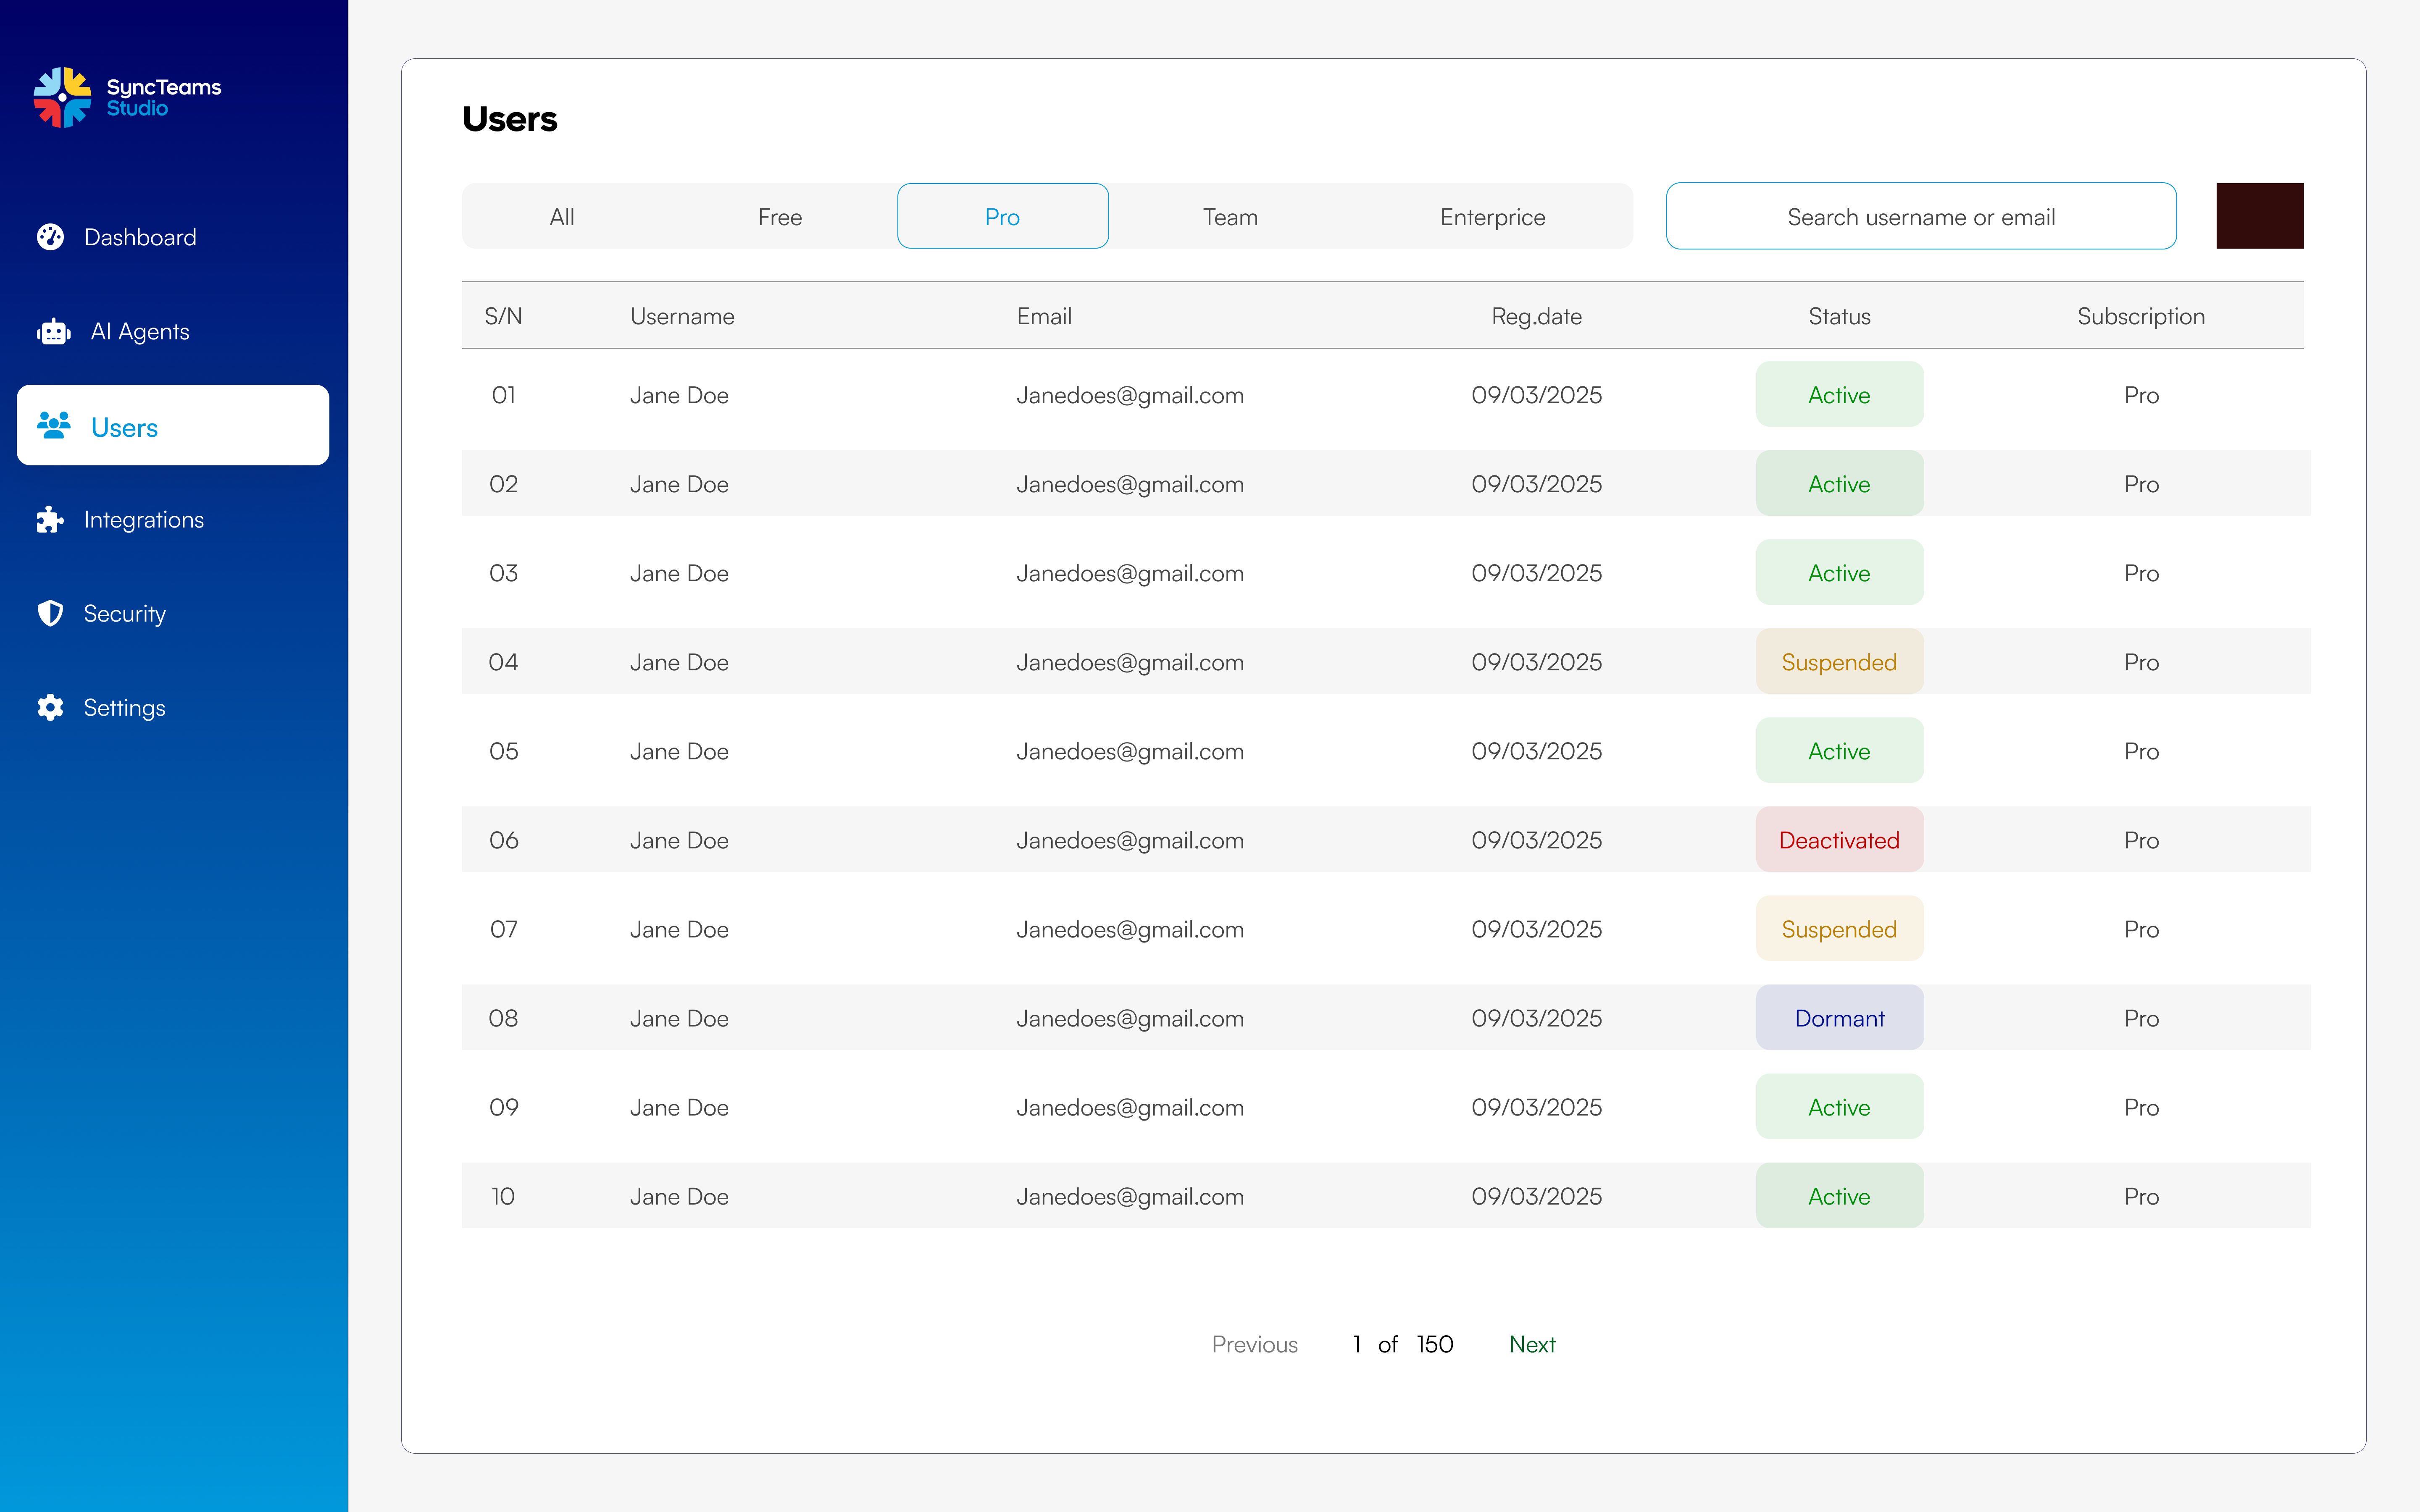 SyncTeams
Studio
Dashboard
AI Agents
Users
Integrations
Security
Settings
Users
All Free Pro Team Enterprice Search username or email
S/N Username Email Reg.date Status Subscription
01 Jane Doe Janedoes@gmail.com 09/03/2025 Active Pro
02 Jane Doe Janedoes@gmail.com 09/03/2025 Active Pro
03 Jane Doe Janedoes@gmail.com 09/03/2025 Active Pro
04 Jane Doe Janedoes@gmail.com 09/03/2025 Suspended Pro
05 Jane Doe Janedoes@gmail.com 09/03/2025 Active Pro
06 Jane Doe Janedoes@gmail.com 09/03/2025 Deactivated Pro
07 Jane Doe Janedoes@gmail.com 09/03/2025 Suspended Pro
08 Jane Doe Janedoes@gmail.com 09/03/2025 Dormant Pro
09 Jane Doe Janedoes@gmail.com 09/03/2025 Active Pro
10 Jane Doe Janedoes@gmail.com 09/03/2025 Active Pro
Previous 1 of 150 Next